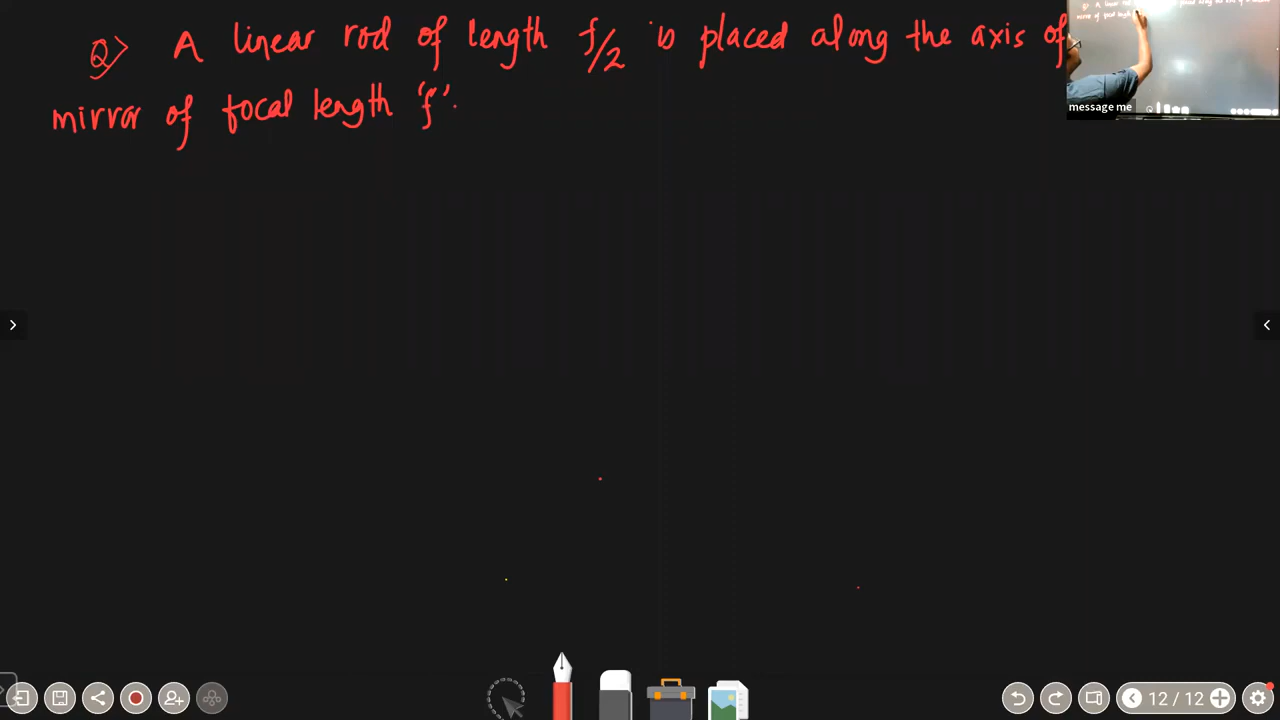 Q> A linear rod of length f/2 is placed along the axis of
mirror of focal length 'f'.
message me
12/12